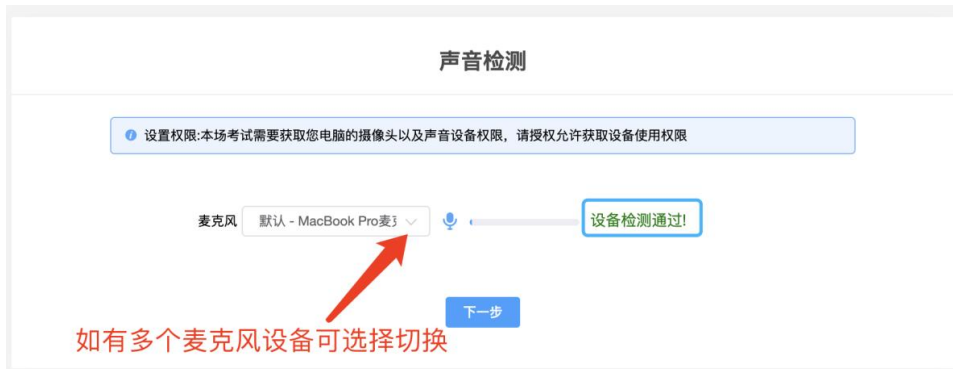 声音检测
设置权限:本场考试需要获取您电脑的摄像头以及声音设备权限，请授权允许获取设备使用权限
麦克风 默认 - MacBook Pro麦 设备检测通过!
下一步
如有多个麦克风设备可选择切换